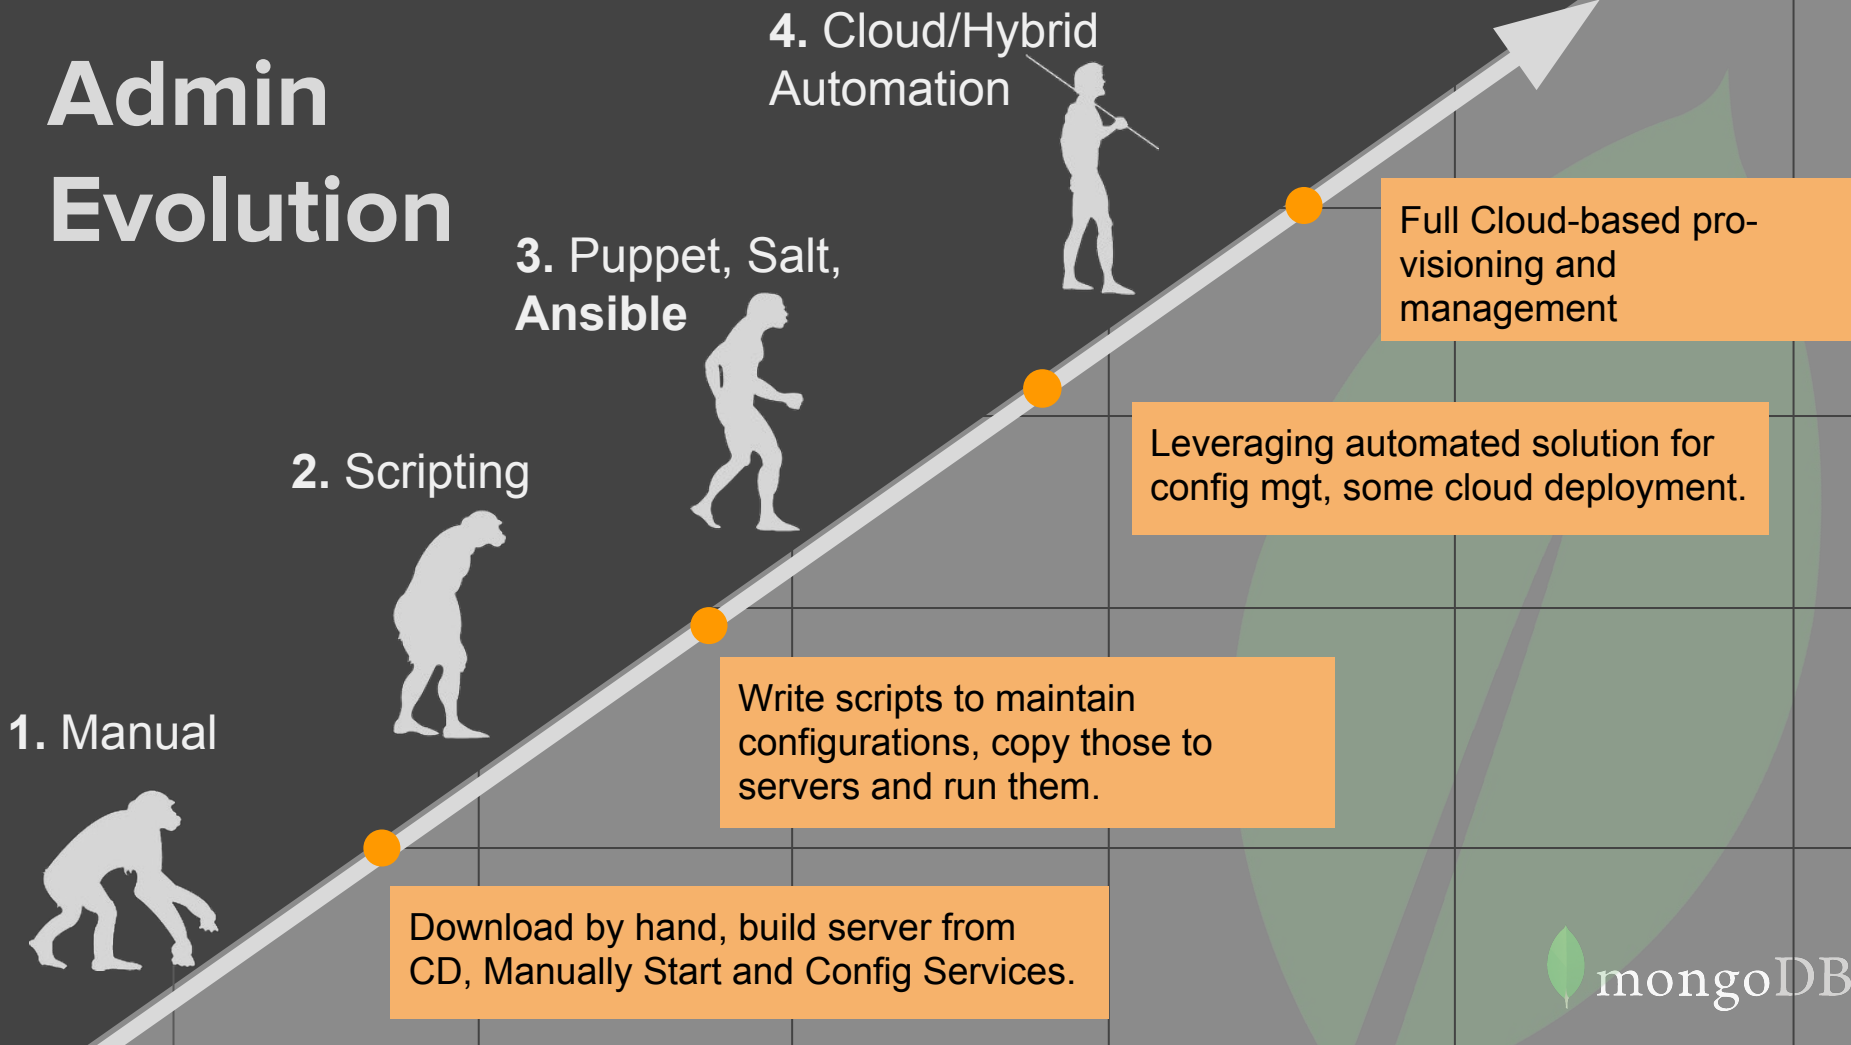 Admin
Evolution
4. Cloud/Hybrid
Automation
3. Puppet, Salt,
Ansible
2. Scripting
1. Manual
Full Cloud-based pro-
visioning and
management
Leveraging automated solution for
config mgt, some cloud deployment.
Write scripts to maintain
configurations, copy those to
servers and run them.
Download by hand, build server from
CD, Manually Start and Config Services.
mongoDB